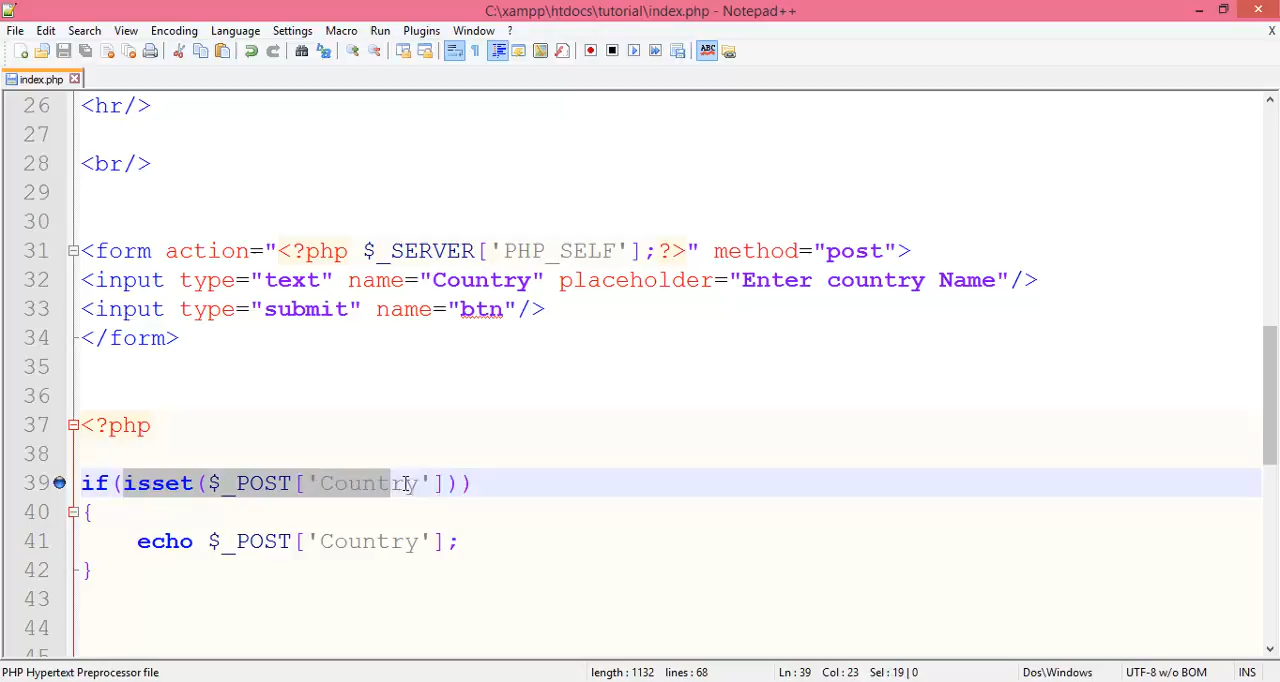 C:\xampp\htdocs\tutorial\index.php - Notepad++
File Edit Search View Encoding Language Settings Macro Run Plugins Window ? X
ABC
index.php
26 <hr/>
27
28 <br/>
29
30
31 <form action="<?php $_SERVER['PHP_SELF'];?>" method="post">
32 <input type="text" name="Country" placeholder="Enter country Name"/>
33 <input type="submit" name="btn"/>
34 </form>
35
36
37 <?php
38
39 if(isset($_POST['Country']))
40 {
41 echo $_POST['Country'];
42 }
43
44
45
PHP Hypertext Preprocessor file length : 1132 lines : 68 Ln : 39 Col : 23 Sel : 19 | 0 Dos\Windows UTF-8 w/o BOM INS